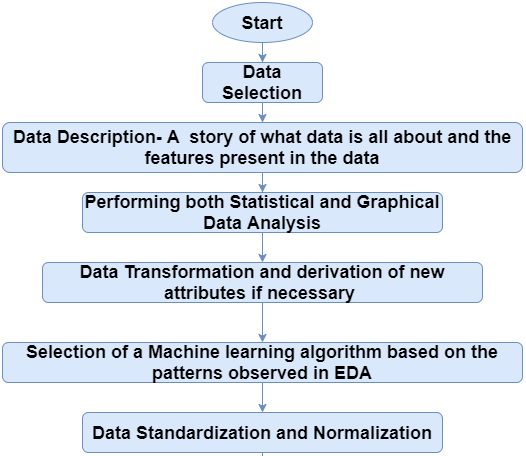 Start
Data
Selection
Data Description- A  story of what data is all about and the
features present in the data
Performing both Statistical and Graphical
Data Analysis
Data Transformation and derivation of new
attributes if necessary
Selection of a Machine learning algorithm based on the
patterns observed in EDA
Data Standardization and Normalization